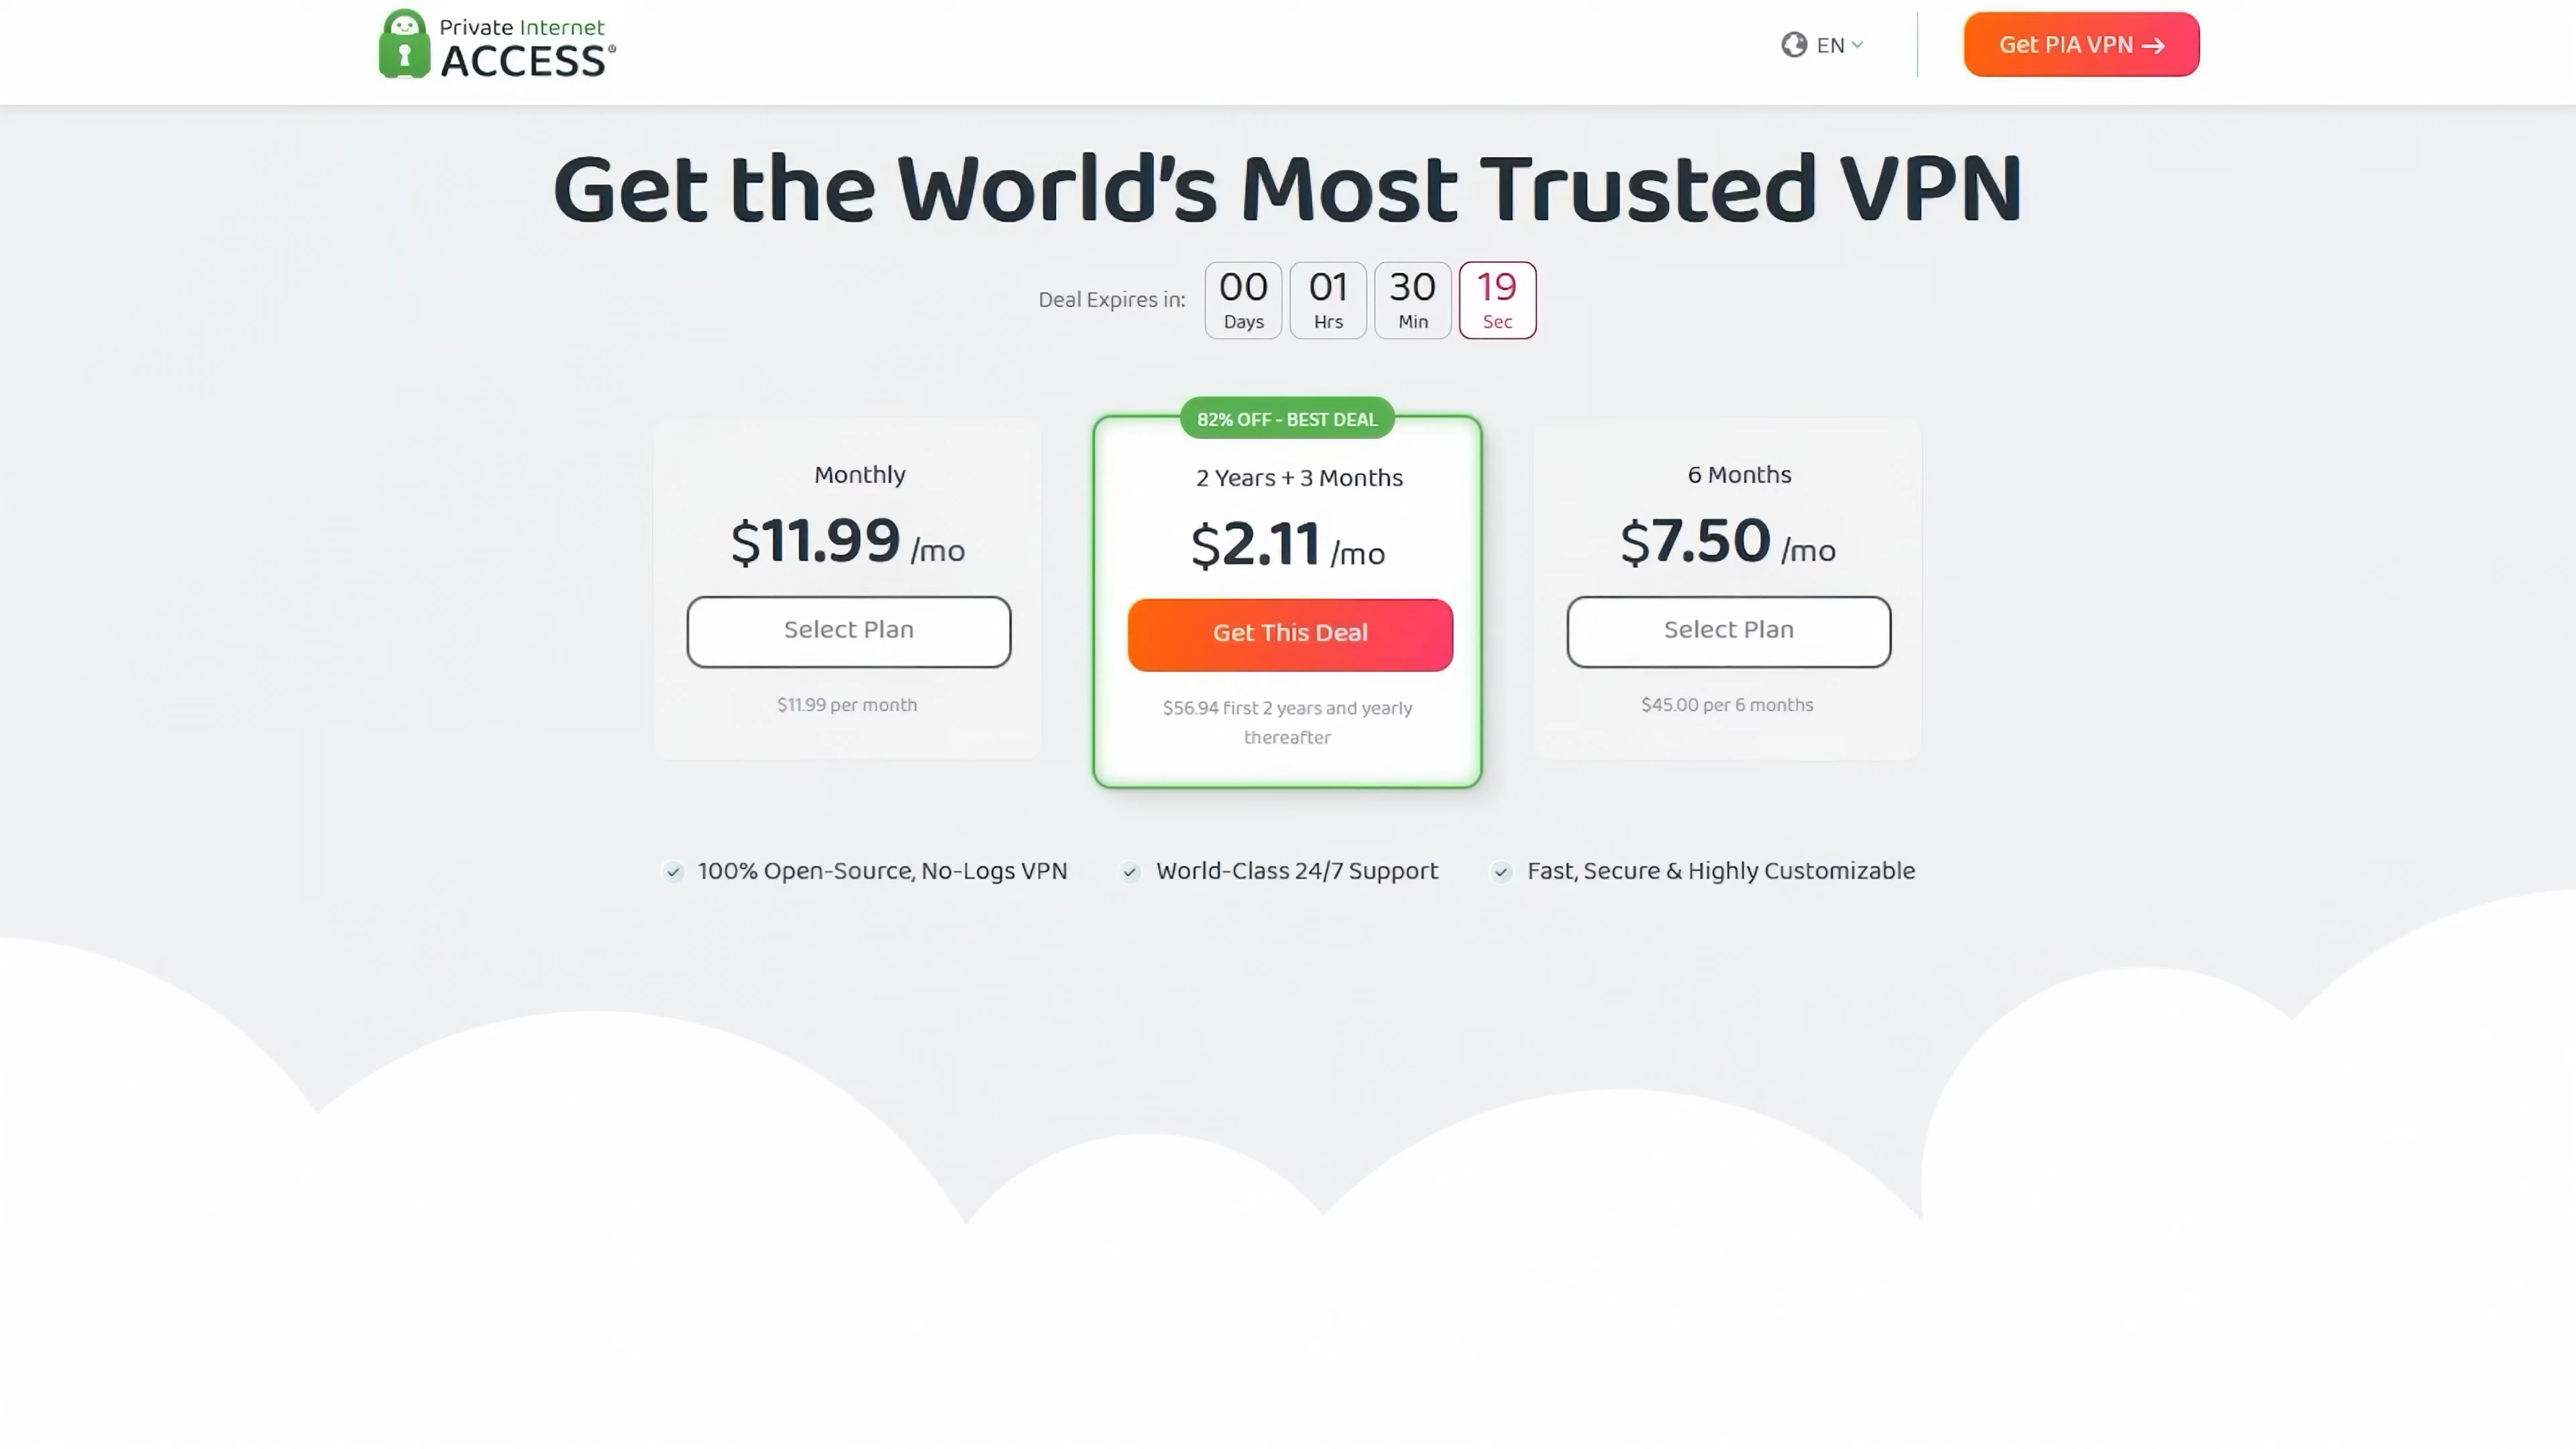 Private Internet
ACCESS®
EN
Get PIA VPN →
Get the World's Most Trusted VPN
Deal Expires in:
00 01 30 19
Days Hrs Min Sec
Monthly
$11.99 /mo
Select Plan
$11.99 per month
82% OFF - BEST DEAL
2 Years + 3 Months
$2.11 /mo
Get This Deal
$56.94 first 2 years and yearly
thereafter
6 Months
$7.50 /mo
Select Plan
$45.00 per 6 months
100% Open-Source, No-Logs VPN
World-Class 24/7 Support
Fast, Secure & Highly Customizable